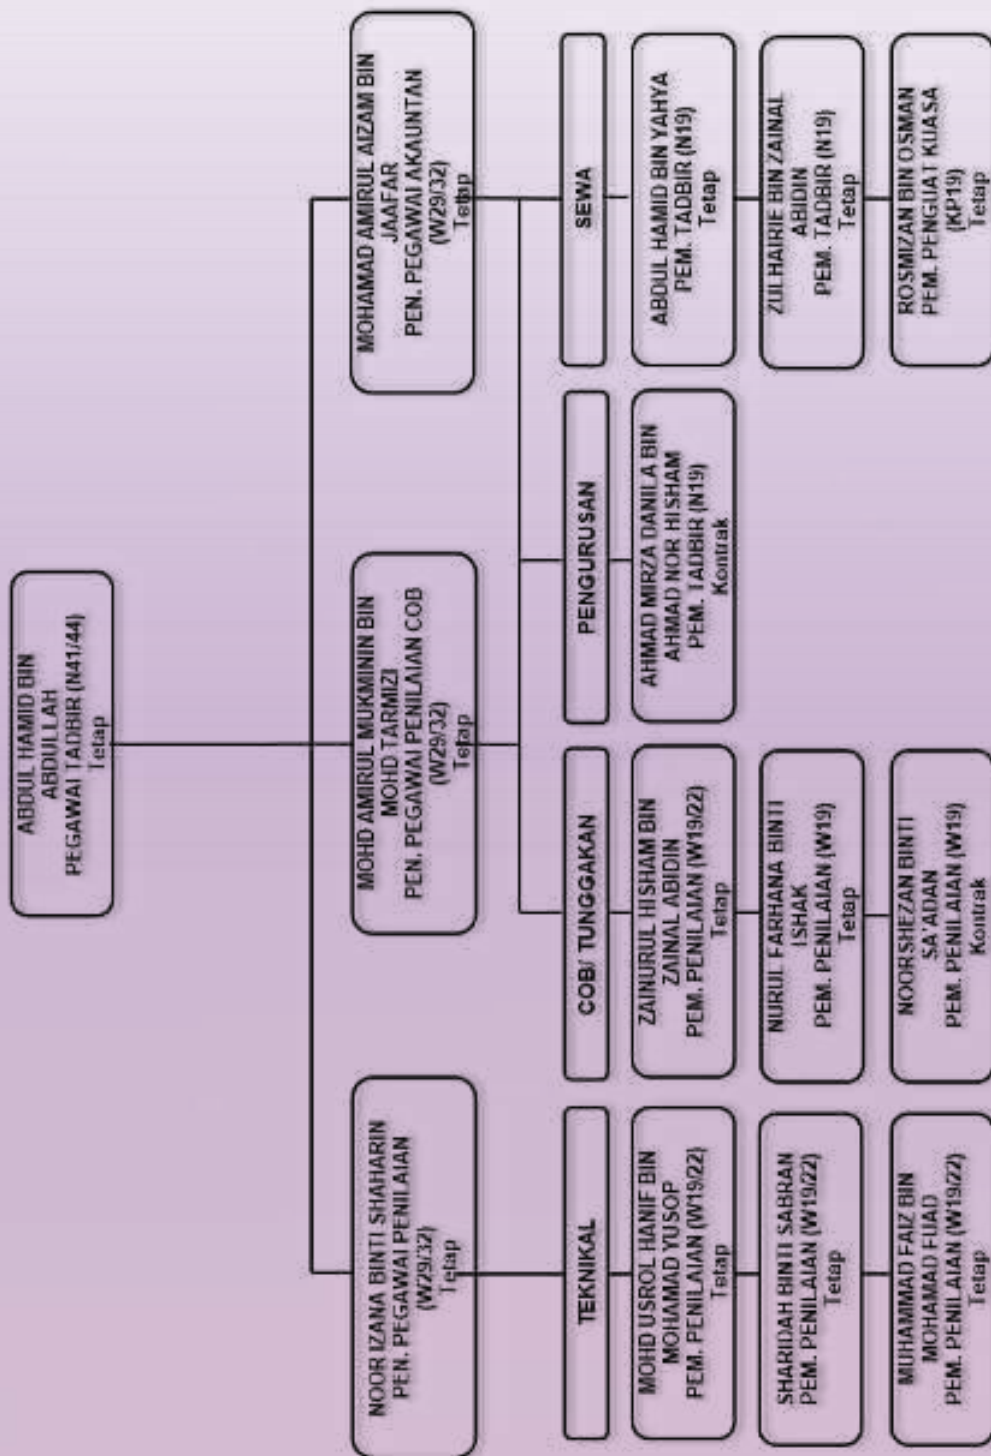 ABDUL HAMID BIN
ABDULLAH
PEGAWAI TADBIR (N41/44)
Tetap
NOOR IZANA BINTI SHAHARIN
PEN. PEGAWAI PENILAIAN
(W29/32)
Tetap
MOHD AMIRUL MUKMININ BIN
MOHD TARMIZI
PEN. PEGAWAI PENILAIAN COB
(W29/32)
Tetap
MOHAMAD AMIRUL AIZAM BIN
JAAFAR
PEN. PEGAWAI AKAUNTAN
(W29/32)
Tetap
TEKNIKAL
MOHD USROL HANIF BIN
MOHAMAD YUSOP
PEM. PENILAIAN (W19/22)
Tetap
SHARIDAH BINTI SABRAN
PEM. PENILAIAN (W19/22)
Tetap
MUHAMMAD FAIZ BIN
MOHAMAD FUAD
PEM. PENILAIAN (W19/22)
Tetap
COB/ TUNGGAKAN
ZAINURUL HISHAM BIN
ZAINAL ABIDIN
PEM. PENILAIAN (W19/22)
Tetap
NURUL FARHANA BINTI
ISHAK
PEM. PENILAIAN (W19)
Tetap
NOORSHEZAN BINTI
SA'ADAN
PEM. PENILAIAN (W19)
Kontrak
PENGURUSAN
AHMAD MIRZA DANILA BIN
AHMAD NOR HISHAM
PEM. TADBIR (N19)
Kontrak
SEWA
ABDUL HAMID BIN YAHYA
PEM. TADBIR (N19)
Tetap
ZULHAIRIE BIN ZAINAL
ABIDIN
PEM. TADBIR (N19)
Tetap
ROSMIZAN BIN OSMAN
PEM. PENGUAT KUASA
(KP19)
Tetap